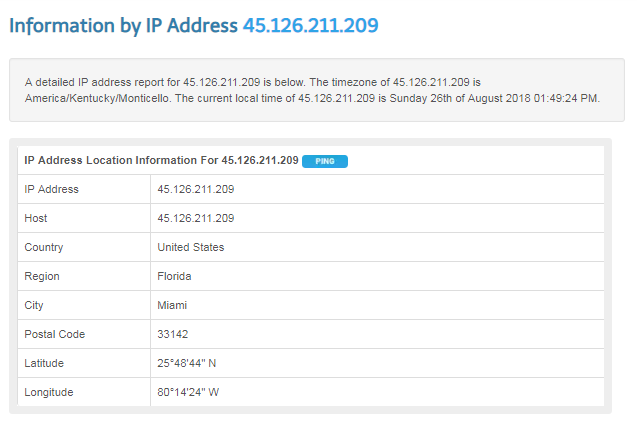 Information by IP Address 45.126.211.209
A detailed IP address report for 45.126.211.209 is below. The timezone of 45.126.211.209 is
America/Kentucky/Monticello. The current local time of 45.126.211.209 is Sunday 26th of August 2018 01:49:24 PM.
IP Address Location Information For 45.126.211.209 PING
IP Address 45.126.211.209
Host 45.126.211.209
Country United States
Region Florida
City Miami
Postal Code 33142
Latitude 25°48'44" N
Longitude 80°14'24" W